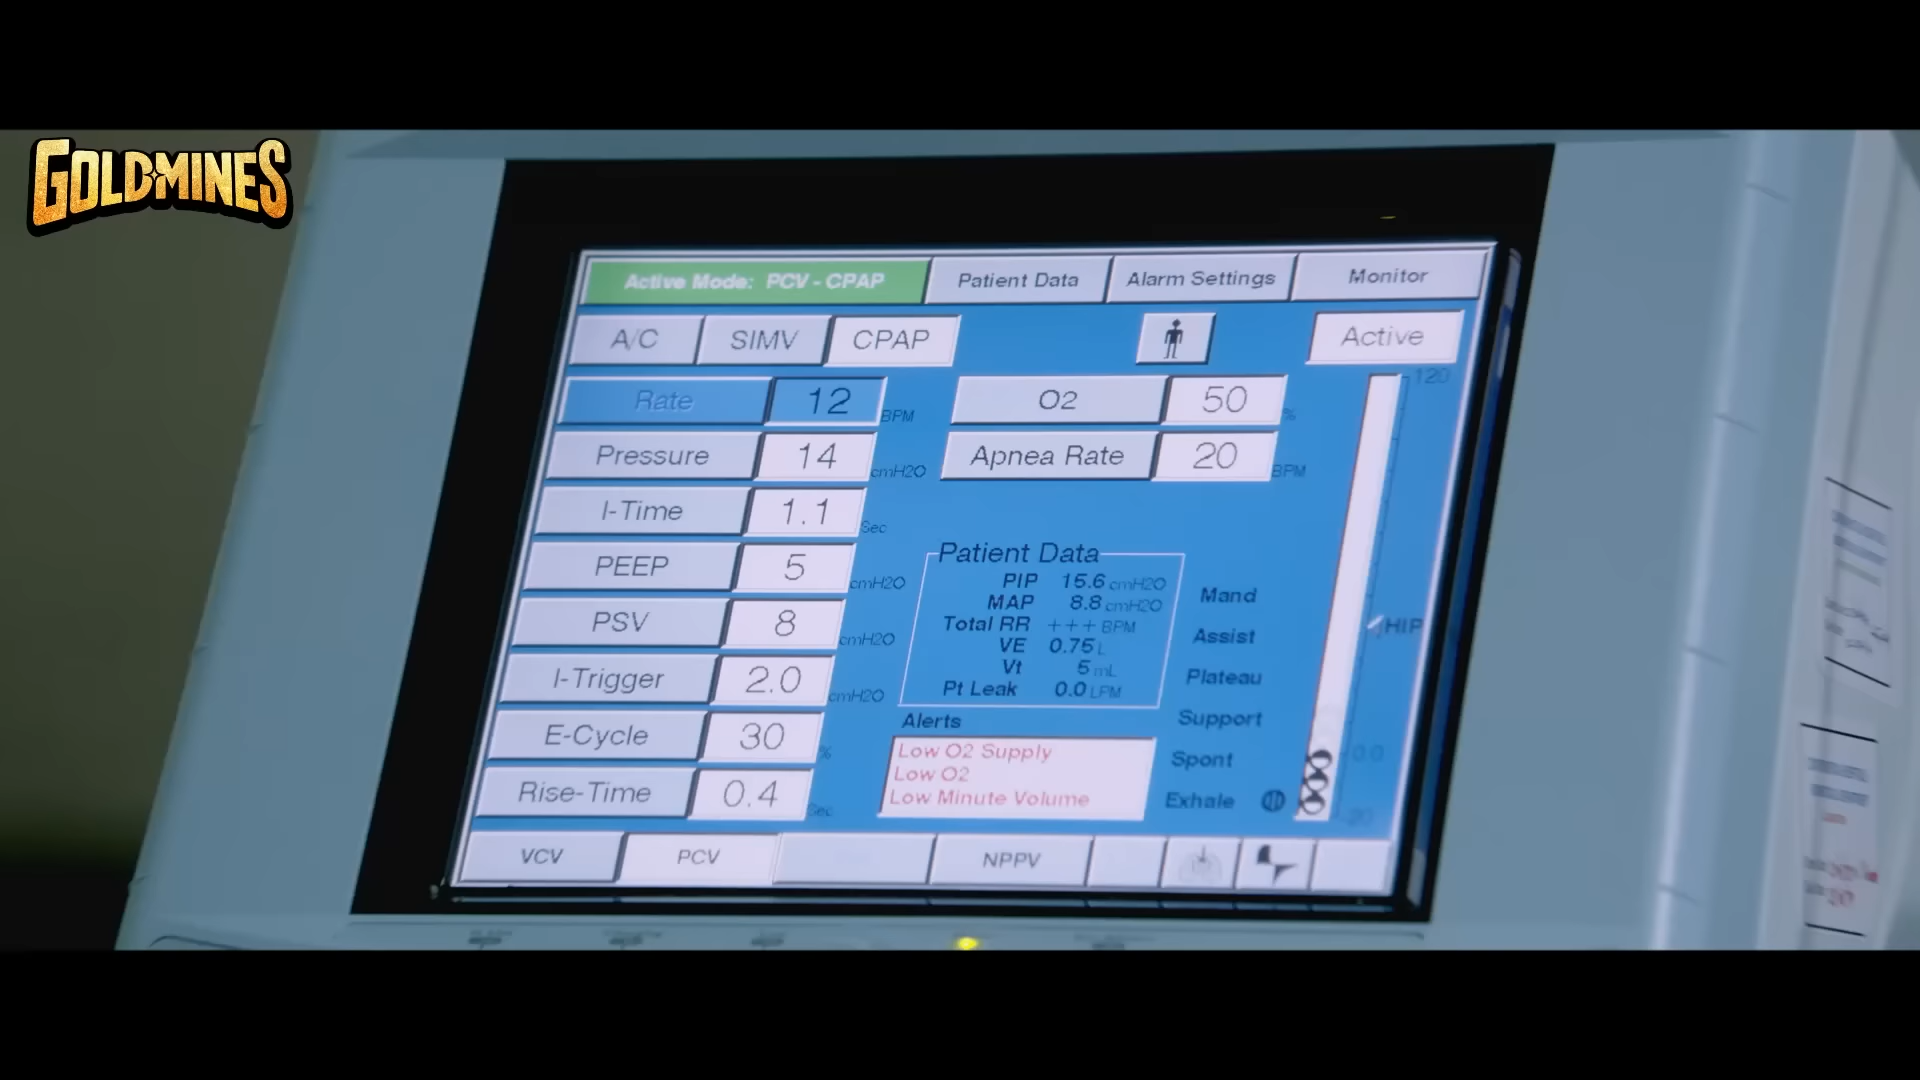 GOLDMINES
Active Mode: PCV - CPAP
Patient Data
Alarm Settings
Monitor
A/C
SIMV
CPAP
Active
Rate 12 BPM
O2 50 %
120
Pressure 14 cmH2O
Apnea Rate 20 BPM
I-Time 1.1 Sec
PEEP 5 cmH2O
PSV 8 cmH2O
I-Trigger 2.0 cmH2O
E-Cycle 30 %
Rise-Time 0.4 Sec
Patient Data
PIP 15.6 cmH2O
MAP 8.8 cmH2O
Total RR +++ BPM
VE 0.75 L
Vt 5 mL
Pt Leak 0.0 LPM
Alerts
Low O2 Supply
Low O2
Low Minute Volume
Mand
Assist
Plateau
Support
Spont
Exhale
HIP
0.0
-20
VCV
PCV
NPPV